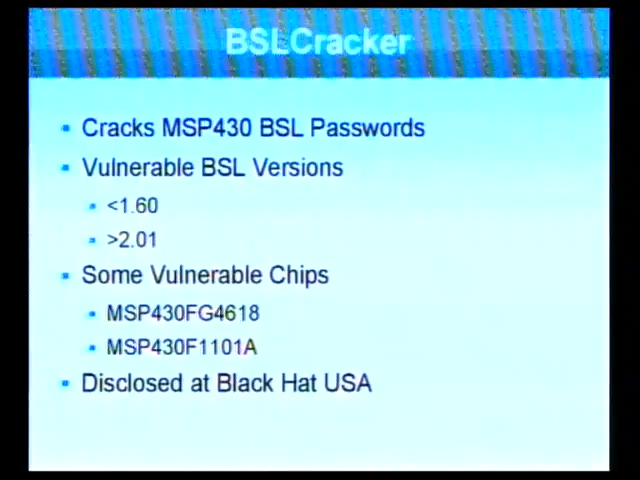 BSLCracker
Cracks MSP430 BSL Passwords
Vulnerable BSL Versions
<1.60
>2.01
Some Vulnerable Chips
MSP430FG4618
MSP430F1101A
Disclosed at Black Hat USA